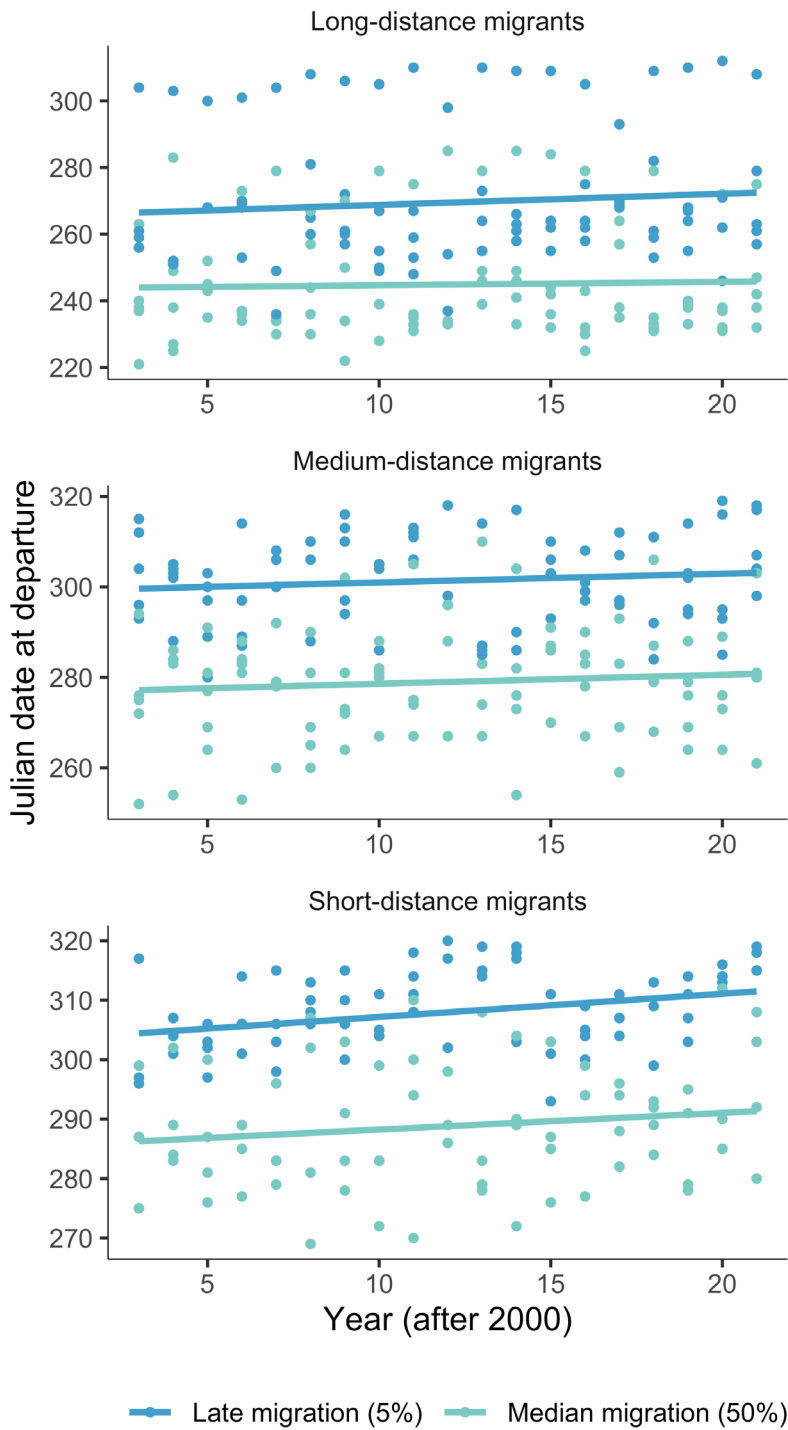 Long-distance migrants
300
280
260
240
220
5 10 15 20
Medium-distance migrants
320
300
280
260
5 10 15 20
Julian date at departure
Short-distance migrants
320
310
300
290
280
270
5 10 15 20
Year (after 2000)
Late migration (5%) Median migration (50%)